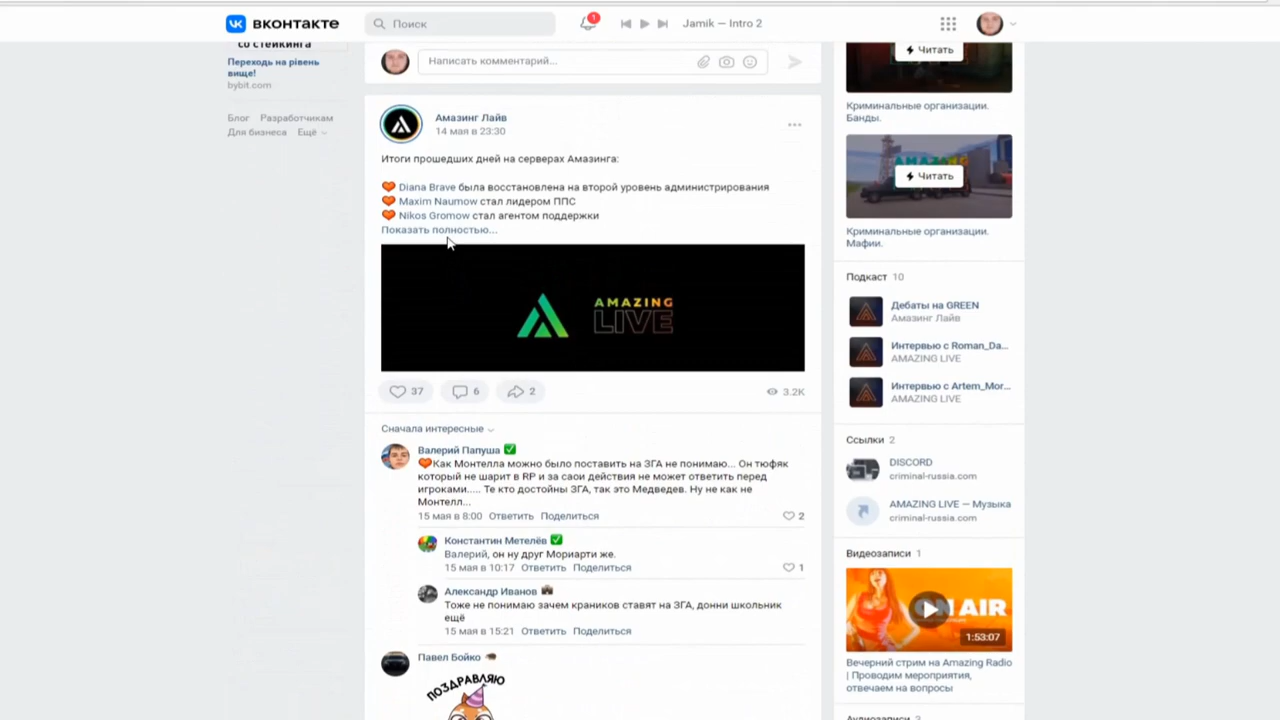 ВКОНТАКТЕ
Поиск
1
Jamik — Intro 2
со стейкинга
Переходь на рівень
вище!
bybit.com
Блог Разработчикам
Для бизнеса Ещё
Написать комментарий...
Амазинг Лайв
14 мая в 23:30
Итоги прошедших дней на серверах Амазинга:
Diana Brave была восстановлена на второй уровень администрирования
Maxim Naumow стал лидером ППС
Nikos Gromow стал агентом поддержки
Показать полностью...
AMAZING
LIVE
37
6
2
3.2K
Сначала интересные
Валерий Папуша
Как Монтелла можно было поставить на ЗГА не понимаю... Он тюфяк
который не шарит в RP и за свои действия не может ответить перед
игроками..... Те кто достойны ЗГА, так это Медведев. Ну не как не
Монтелл...
15 мая в 8:00 Ответить Поделиться
2
Константин Метелёв
Валерий, он ну друг Мориарти же.
15 мая в 10:17 Ответить Поделиться
1
Александр Иванов
Тоже не понимаю зачем краников ставят на ЗГА, донни школьник
ещё
15 мая в 15:21 Ответить Поделиться
Павел Бойко
ПОЗДРАВЛЯЮ
Читать
Криминальные организации.
Банды.
AMAZING
Читать
Криминальные организации.
Мафии.
Подкаст 10
Дебаты на GREEN
Амазинг Лайв
Интервью с Roman_Da...
AMAZING LIVE
Интервью с Artem_Mor...
AMAZING LIVE
Ссылки 2
DISCORD
criminal-russia.com
AMAZING LIVE — Музыка
criminal-russia.com
Видеозаписи 1
ON AIR
1:53:07
Вечерний стрим на Amazing Radio
| Проводим мероприятия,
отвечаем на вопросы
Аудиозаписи 3